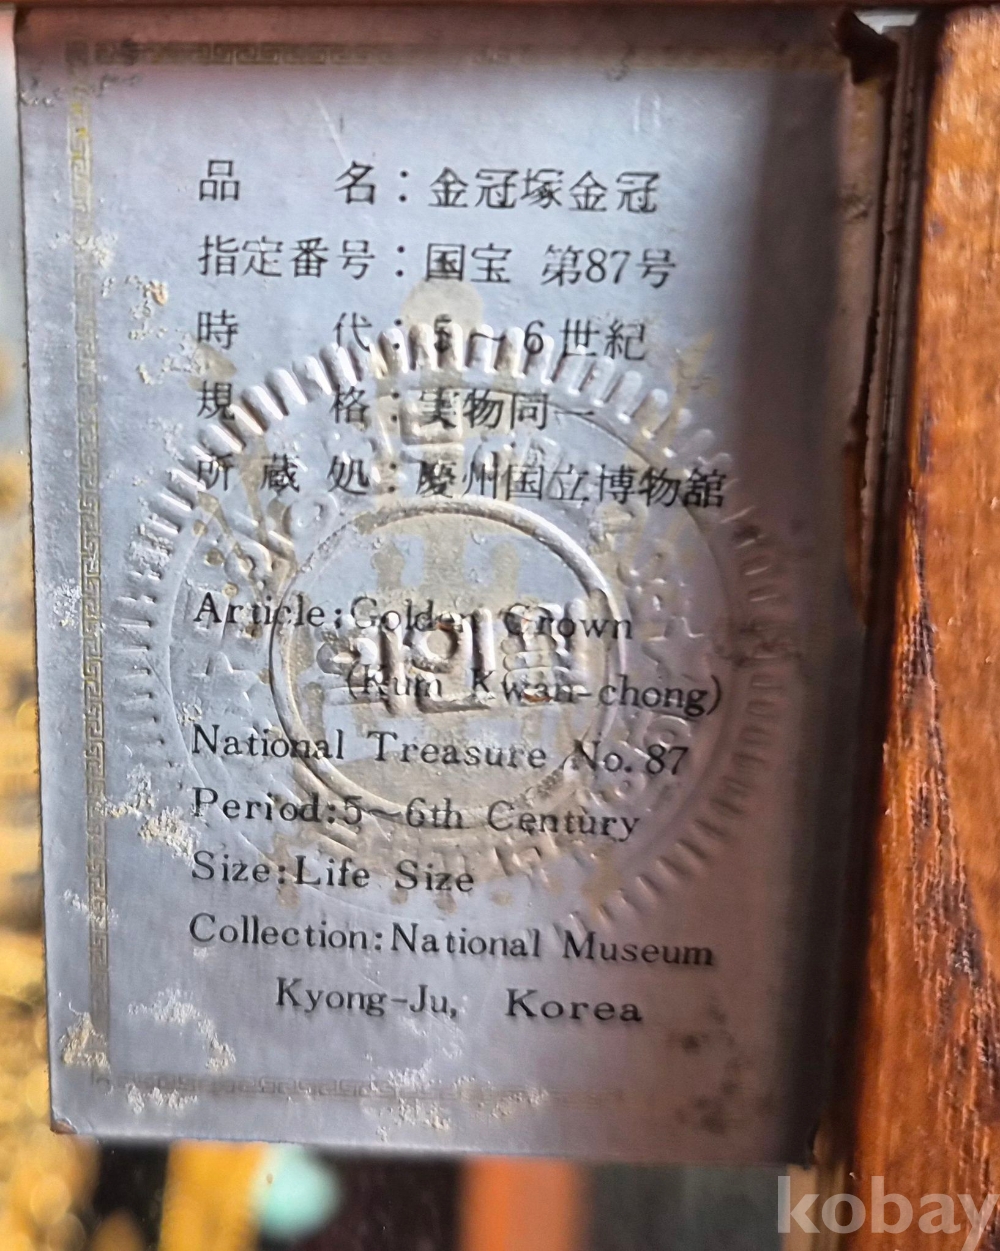 品 名 : 金冠塚金冠
指定番号 : 国宝 第87号
時 代 : 5~6世紀
規 格 : 実物同一
所 蔵 処 : 慶州国立博物館
Article:Golden Crown
(Kum Kwan-chong)
National Treasure No.87
Period:5~6th Century
Size:Life Size
Collection:National Museum
Kyong-Ju, Korea
kobay